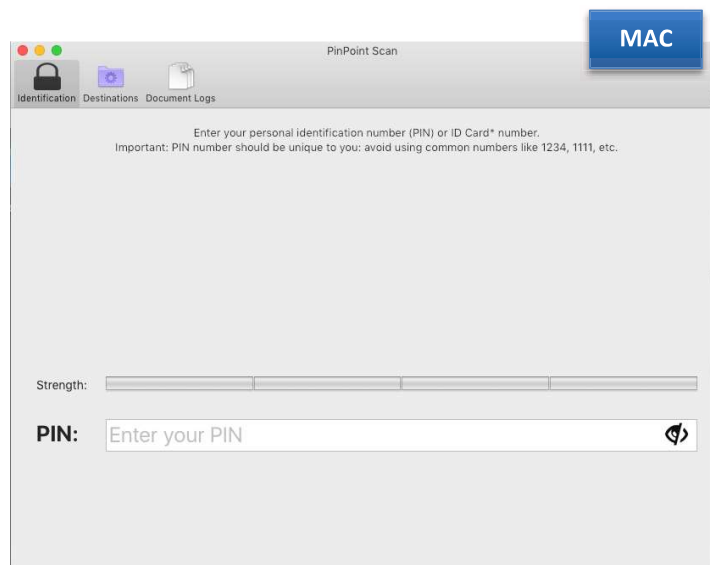 MAC
PinPoint Scan
Identification Destinations Document Logs
Enter your personal identification number (PIN) or ID Card* number.
Important: PIN number should be unique to you: avoid using common numbers like 1234, 1111, etc.
Strength:
PIN: Enter your PIN